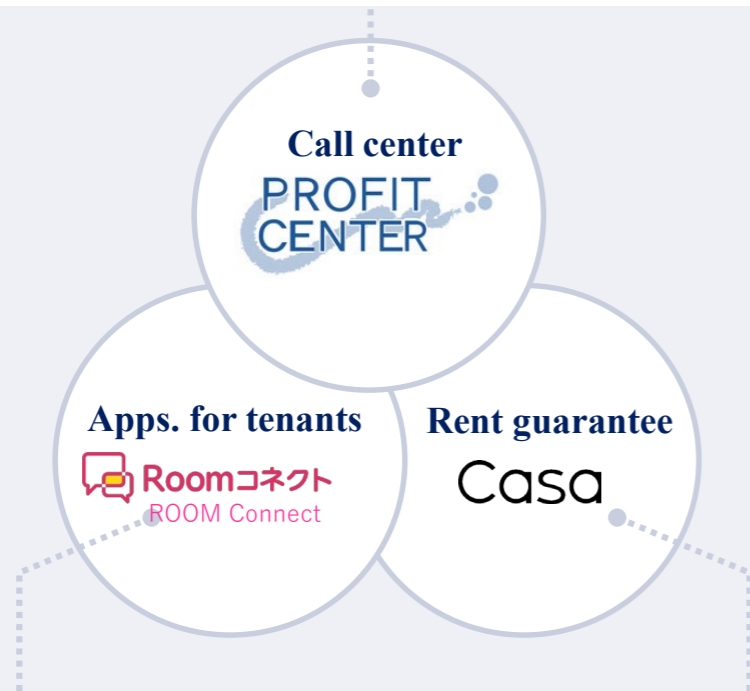 Call center
PROFIT
CENTER
Apps. for tenants
Roomコネクト
ROOM Connect
Rent guarantee
Casa